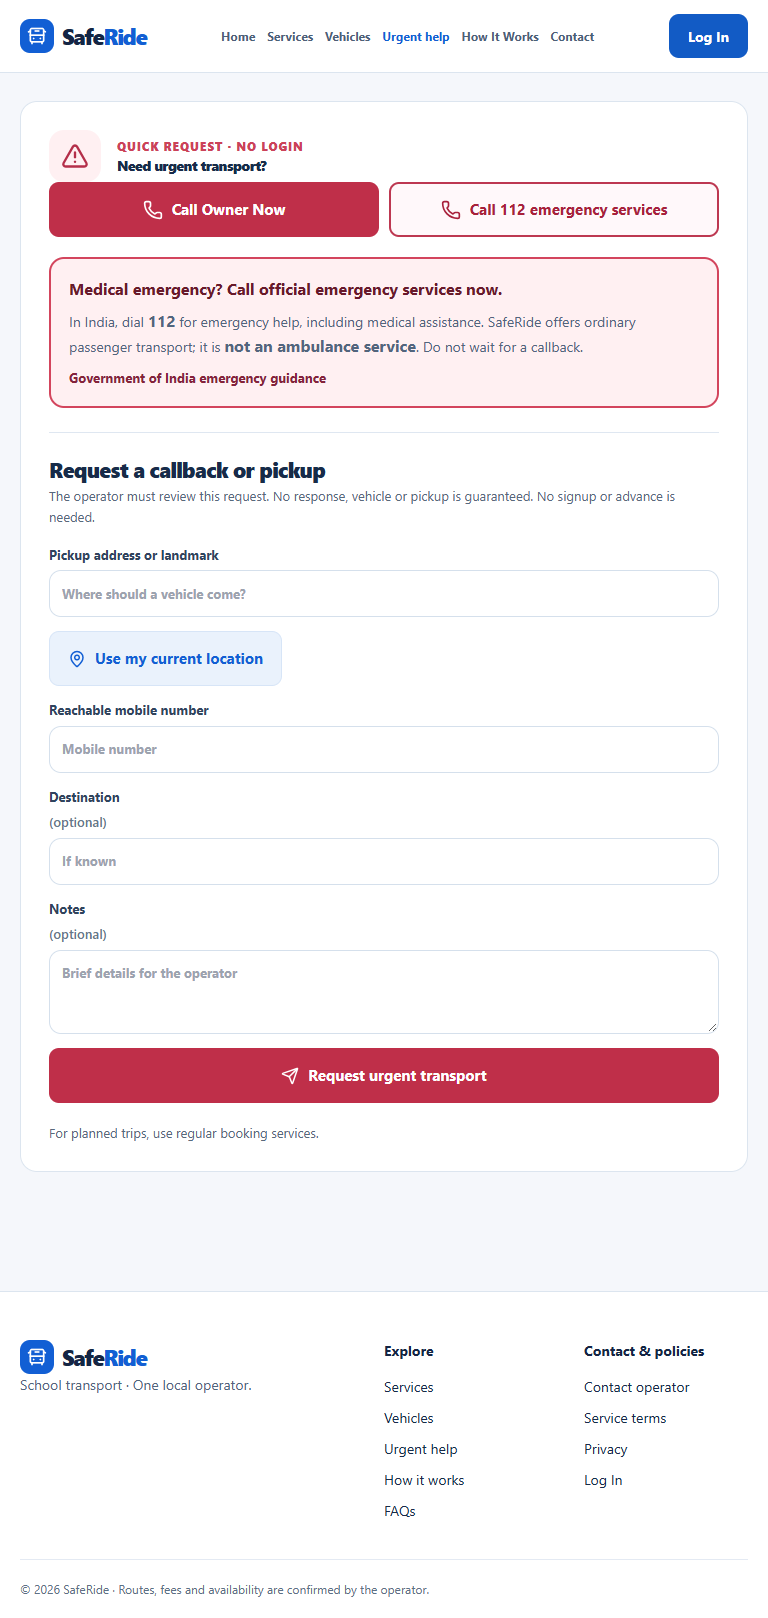 SafeRide
Home Services Vehicles Urgent help How It Works Contact
Log In
QUICK REQUEST · NO LOGIN
Need urgent transport?
Call Owner Now
Call 112 emergency services
Medical emergency? Call official emergency services now.
In India, dial 112 for emergency help, including medical assistance. SafeRide offers ordinary
passenger transport; it is not an ambulance service. Do not wait for a callback.
Government of India emergency guidance
Request a callback or pickup
The operator must review this request. No response, vehicle or pickup is guaranteed. No signup or advance is
needed.
Pickup address or landmark
Where should a vehicle come?
Use my current location
Reachable mobile number
Mobile number
Destination
(optional)
If known
Notes
(optional)
Brief details for the operator
Request urgent transport
For planned trips, use regular booking services.
SafeRide
School transport · One local operator.
Explore
Services
Vehicles
Urgent help
How it works
FAQs
Contact & policies
Contact operator
Service terms
Privacy
Log In
© 2026 SafeRide · Routes, fees and availability are confirmed by the operator.